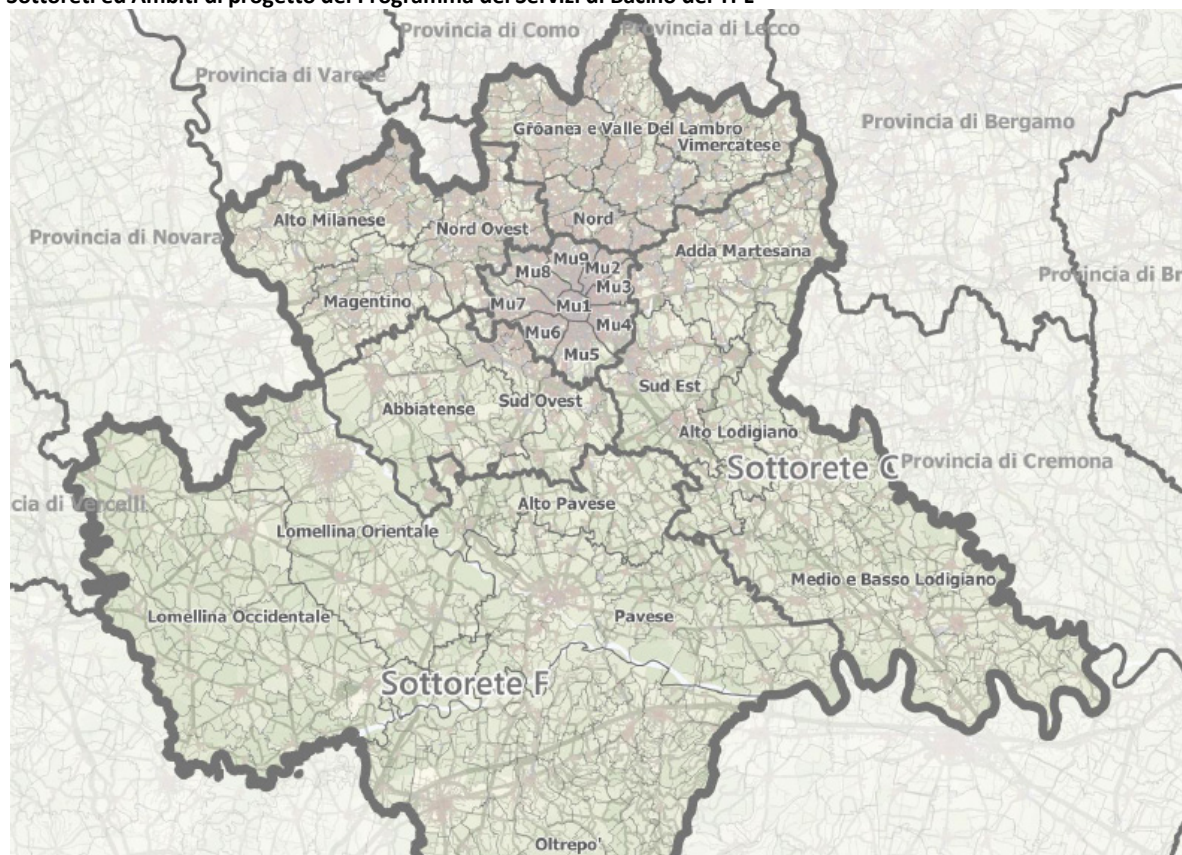 Sottoreti ed Ambiti di progetto del Programma dei Servizi di Bacino del TPL
Provincia di Como
Provincia di Lecco
Provincia di Varese
Provincia di Bergamo
Groanea e Valle Del Lambro
Vimercatese
Alto Milanese
Nord Ovest
Nord
Provincia di Novara
Adda Martesana
Mu9
Mu8
Mu2
Provincia di Br
Mu3
Magentino
Mu7
Mu1
Mu4
Mu6
Mu5
Sud Est
Sud Ovest
Abbiatense
Alto Lodigiano
Sottorete C
Provincia di Cremona
cia di Vercelli
Alto Pavese
Lomellina Orientale
Medio e Basso Lodigiano
Lomellina Occidentale
Pavese
Sottorete F
Oltrepo'